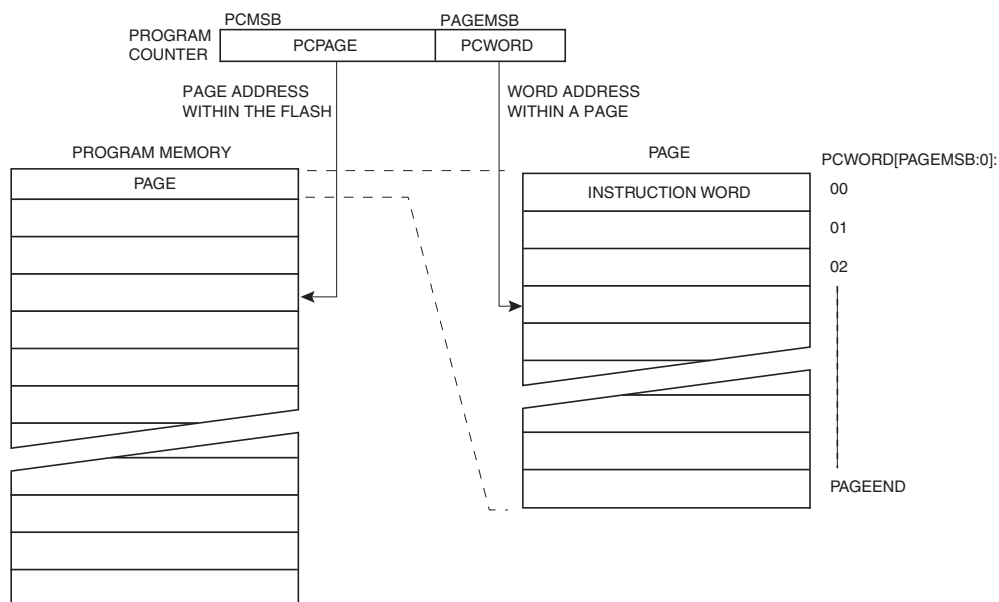 PCMSB
PAGEMSB
PROGRAM
COUNTER
PCPAGE
PCWORD
PAGE ADDRESS
WITHIN THE FLASH
WORD ADDRESS
WITHIN A PAGE
PROGRAM MEMORY
PAGE
PAGE
PCWORD[PAGEMSB:0]:
INSTRUCTION WORD
00
01
02
PAGEEND